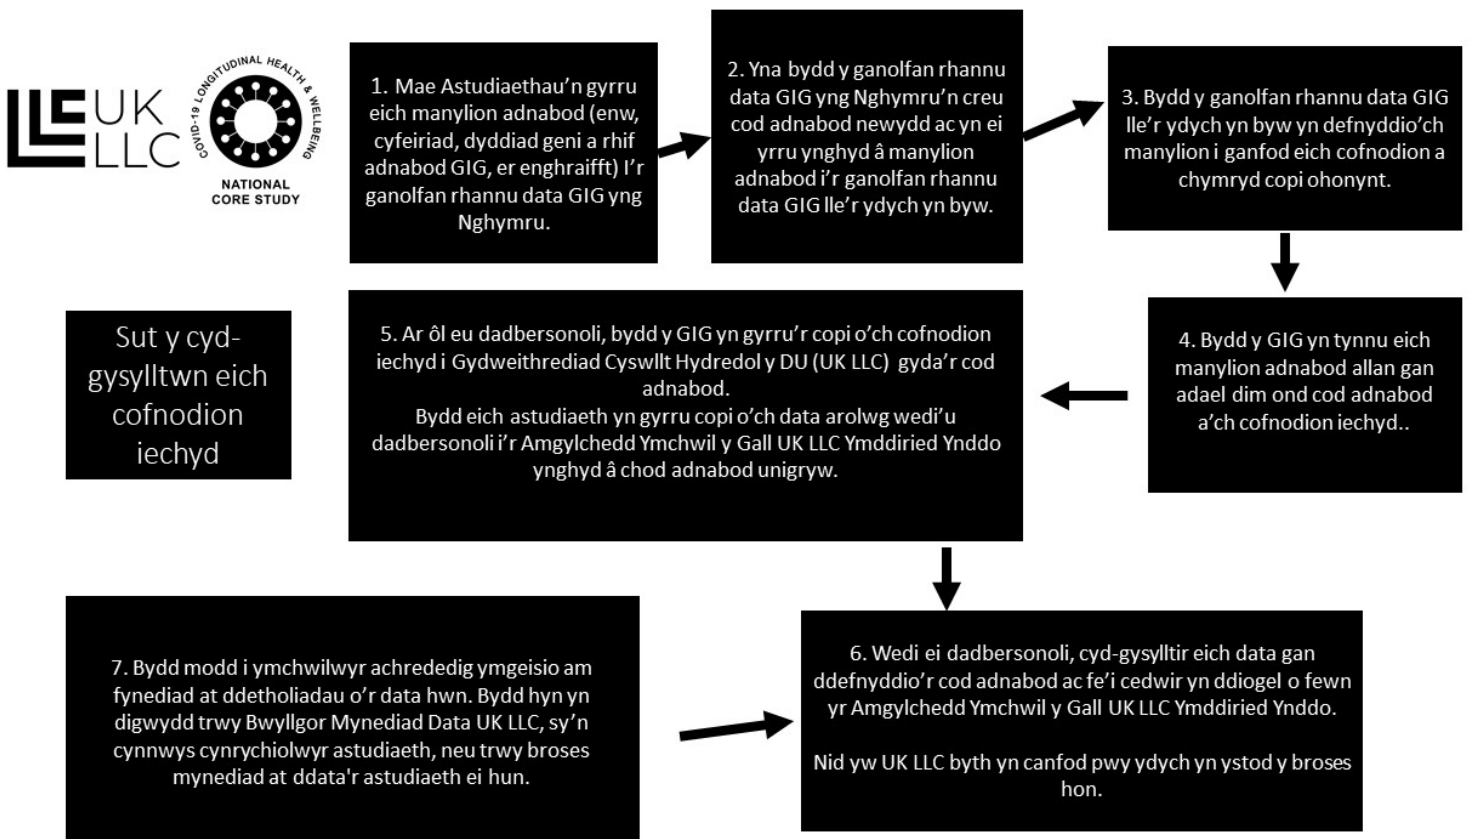 UK
LLC
COVID-19 LONGITUDINAL HEALTH & WELLBEING
NATIONAL
CORE STUDY
1. Mae Astudiaethau’n gyrru
eich manylion adnabod (enw,
cyfeiriad, dyddiad geni a rhif
adnabod GIG, er enghraifft) I’r
ganolfan rhannu data GIG yng
Nghymru.
2. Yna bydd y ganolfan rhannu
data GIG yng Nghymru’n creu
cod adnabod newydd ac yn ei
yrru ynghyd â manylion
adnabod i’r ganolfan rhannu
data GIG lle’r ydych yn byw.
3. Bydd y ganolfan rhannu data GIG
lle’r ydych yn byw yn defnyddio’ch
manylion i ganfod eich cofnodion a
chymryd copi ohonynt.
Sut y cyd-
gysylltwn eich
cofnodion
iechyd
4. Bydd y GIG yn tynnu eich
manylion adnabod allan gan
adael dim ond cod adnabod
a’ch cofnodion iechyd..
5. Ar ôl eu dadbersonoli, bydd y GIG yn gyrru’r copi o’ch cofnodion
iechyd i Gydweithrediad Cyswllt Hydredol y DU (UK LLC) gyda’r cod
adnabod.
Bydd eich astudiaeth yn gyrru copi o’ch data arolwg wedi’u
dadbersonoli i’r Amgylchedd Ymchwil y Gall UK LLC Ymddiried Ynddo
ynghyd â chod adnabod unigryw.
6. Wedi ei dadbersonoli, cyd-gysylltir eich data gan
ddefnyddio’r cod adnabod ac fe’i cedwir yn ddiogel o fewn
yr Amgylchedd Ymchwil y Gall UK LLC Ymddiried Ynddo.
Nid yw UK LLC byth yn canfod pwy ydych yn ystod y broses
hon.
7. Bydd modd i ymchwilwyr achrededig ymgeisio am
fynediad at ddetholiadau o’r data hwn. Bydd hyn yn
digwydd trwy Bwyllgor Mynediad Data UK LLC, sy’n
cynnwys cynrychiolwyr astudiaeth, neu trwy broses
mynediad at ddata'r astudiaeth ei hun.